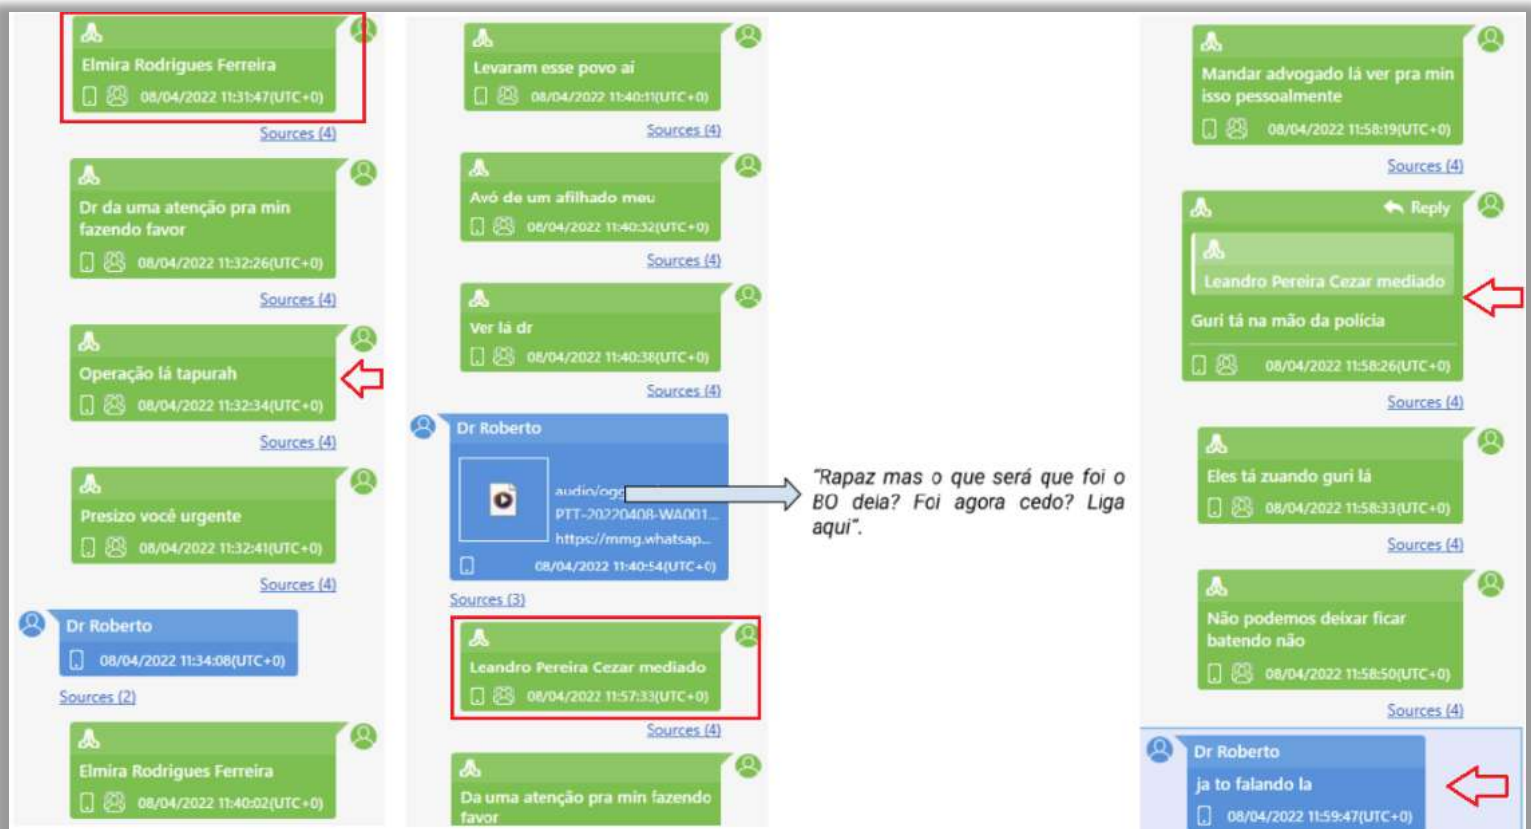 Elmira Rodrigues Ferreira
08/04/2022 11:31:47(UTC+0)
Sources (4)
Dr da uma atenção pra min
fazendo favor
08/04/2022 11:32:26(UTC+0)
Sources (4)
Operação lá tapurah
08/04/2022 11:32:34(UTC+0)
Sources (4)
Presizo você urgente
08/04/2022 11:32:41(UTC+0)
Sources (4)
Dr Roberto
08/04/2022 11:34:08(UTC+0)
Sources (2)
Elmira Rodrigues Ferreira
08/04/2022 11:40:02(UTC+0)
Levaram esse povo aí
08/04/2022 11:40:11(UTC+0)
Sources (4)
Avó de um afilhado meu
08/04/2022 11:40:32(UTC+0)
Sources (4)
Ver lá dr
08/04/2022 11:40:38(UTC+0)
Sources (4)
Dr Roberto
audio/ogg
PTT-20220408-WA001...
https://mmg.whatsap...
08/04/2022 11:40:54(UTC+0)
Sources (3)
Leandro Pereira Cezar mediado
08/04/2022 11:57:33(UTC+0)
Sources (4)
Da uma atenção pra min fazendo
favor
"Rapaz mas o que será que foi o
BO dela? Foi agora cedo? Liga
aqui".
Mandar advogado lá ver pra min
isso pessoalmente
08/04/2022 11:58:19(UTC+0)
Sources (4)
Reply
Leandro Pereira Cezar mediado
Guri tá na mão da polícia
08/04/2022 11:58:26(UTC+0)
Sources (4)
Eles tá zuando guri lá
08/04/2022 11:58:33(UTC+0)
Sources (4)
Não podemos deixar ficar
batendo não
08/04/2022 11:58:50(UTC+0)
Sources (4)
Dr Roberto
ja to falando la
08/04/2022 11:59:47(UTC+0)